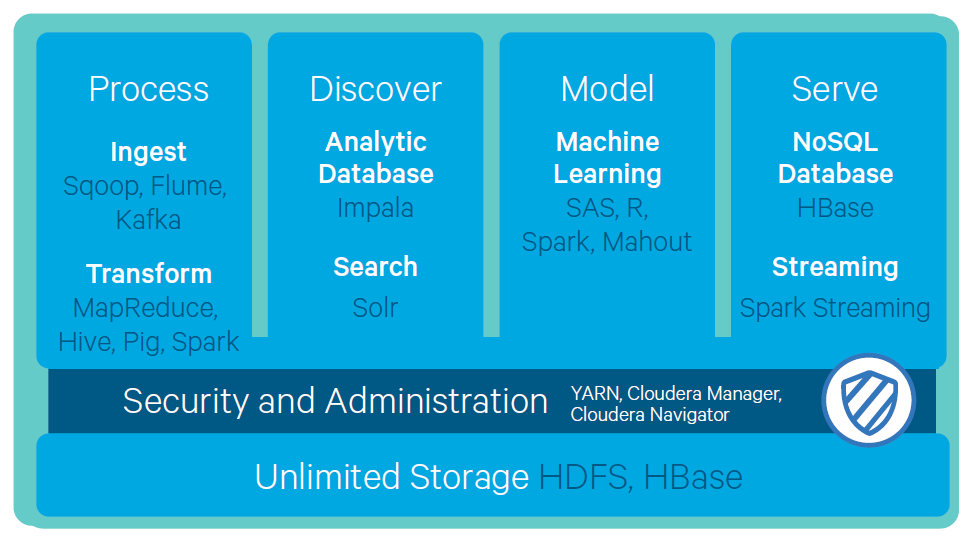 Process
Ingest
Sqoop, Flume,
Kafka
Transform
MapReduce,
Hive, Pig, Spark
Discover
Analytic
Database
Impala
Search
Solr
Model
Machine
Learning
SAS, R,
Spark, Mahout
Serve
NoSQL
Database
HBase
Streaming
Spark Streaming
Security and Administration
YARN, Cloudera Manager,
Cloudera Navigator
Unlimited Storage HDFS, HBase